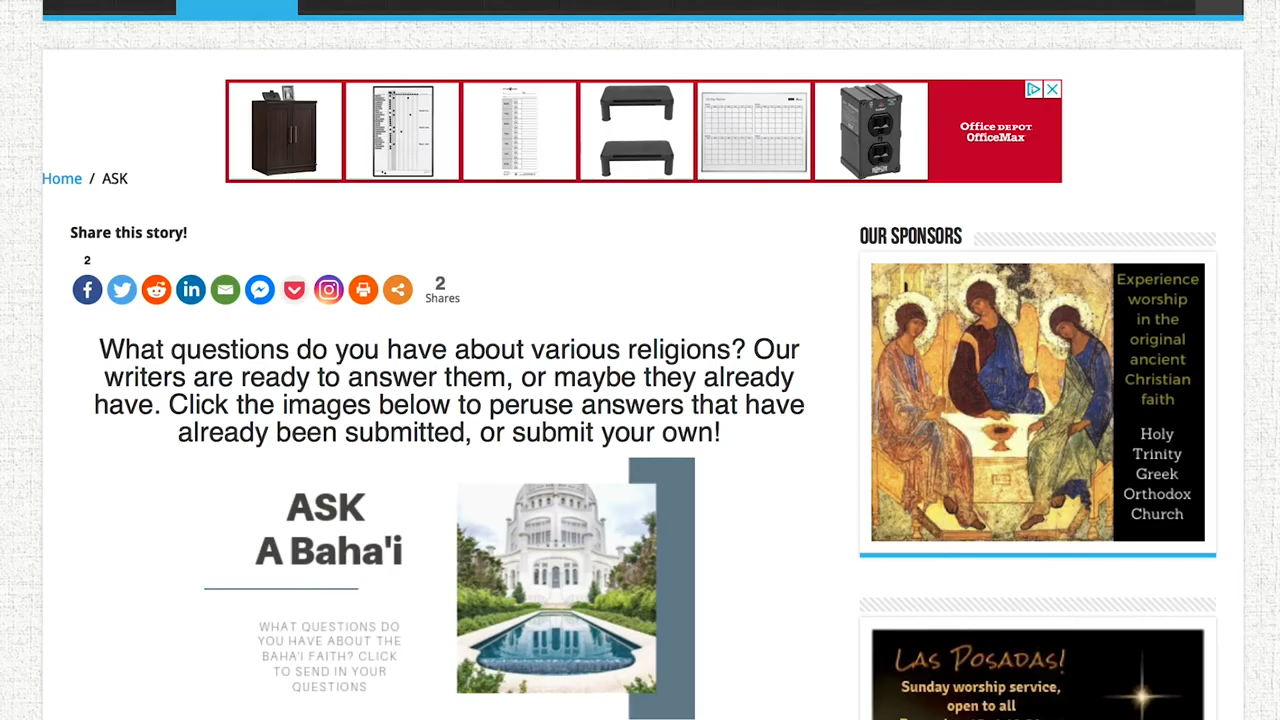 Office DEPOT
OfficeMax
Home / ASK
Share this story!
2
2
Shares
What questions do you have about various religions? Our
writers are ready to answer them, or maybe they already
have. Click the images below to peruse answers that have
already been submitted, or submit your own!
ASK
A Baha'i
WHAT QUESTIONS DO
YOU HAVE ABOUT THE
BAHA'I FAITH? CLICK
TO SEND IN YOUR
QUESTIONS
OUR SPONSORS
Experience
worship
in the
original
ancient
Christian
faith
Holy
Trinity
Greek
Orthodox
Church
LAS POSADAS!
Sunday worship service,
open to all